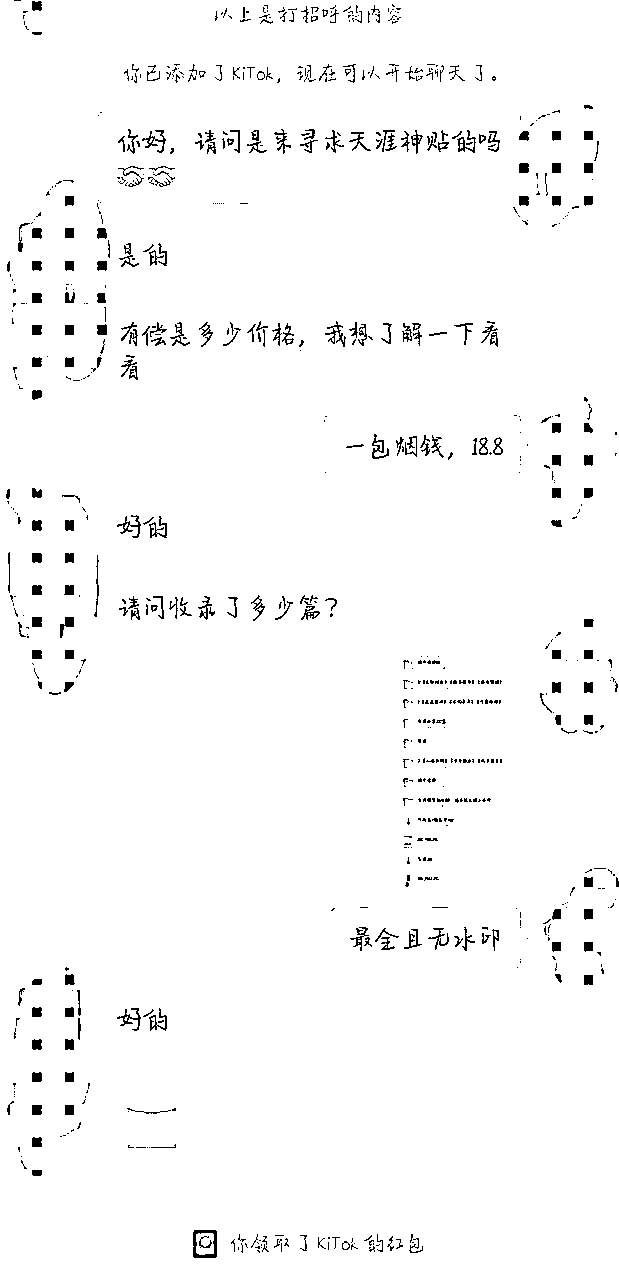 以上是打招呼的内容
你已添加了KiTok，现在可以开始聊天了。
你好，请问是来寻求天涯神贴的吗
是的
有偿是多少价格，我想了解一下看
看
一包烟钱，18.8
好的
请问收录了多少篇？
最全且无水印
好的
你领取了KiTok的红包